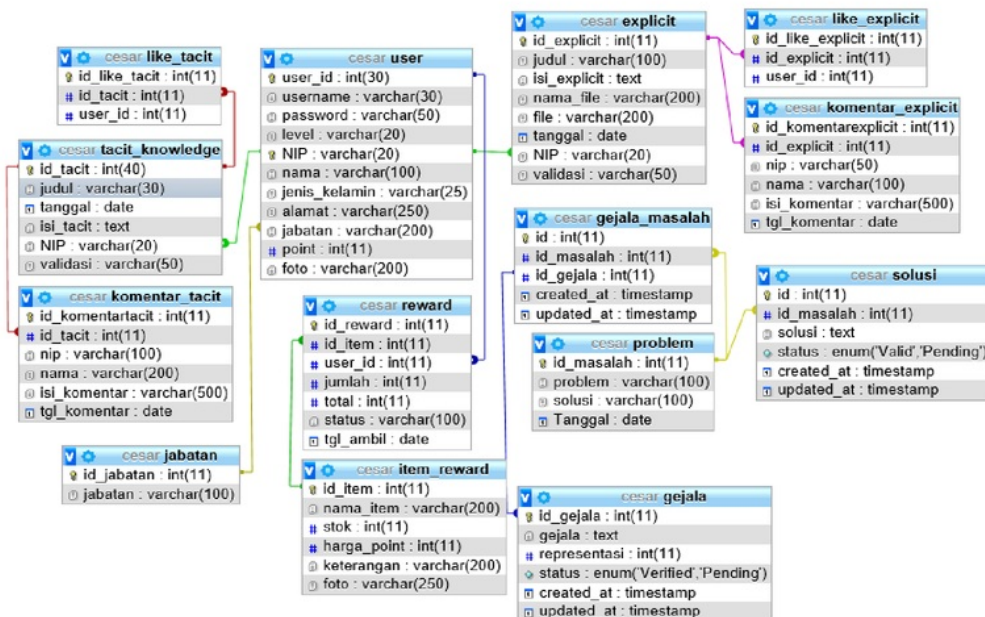 cesar like_tacit
id_like_tacit : int(11)
id_tacit : int(11)
user_id : int(11)
cesar tacit_knowledge
id_tacit : int(40)
judul : varchar(30)
tanggal : date
isi_tacit : text
NIP : varchar(20)
validasi : varchar(50)
cesar komentar_tacit
id_komentartacit : int(11)
id_tacit : int(11)
nip : varchar(100)
nama : varchar(200)
isi_komentar : varchar(500)
tgl_komentar : date
cesar jabatan
id_jabatan : int(11)
jabatan : varchar(100)
cesar user
user_id : int(30)
username : varchar(30)
password : varchar(50)
level : varchar(20)
NIP : varchar(20)
nama : varchar(100)
jenis_kelamin : varchar(25)
alamat : varchar(250)
jabatan : varchar(200)
point : int(11)
foto : varchar(200)
cesar reward
id_reward : int(11)
id_item : int(11)
user_id : int(11)
jumlah : int(11)
total : int(11)
status : varchar(100)
tgl_ambil : date
cesar item_reward
id_item : int(11)
nama_item : varchar(200)
stok : int(11)
harga_point : int(11)
keterangan : varchar(200)
foto : varchar(250)
cesar explicit
id_explicit : int(11)
judul : varchar(100)
isi_explicit : text
nama_file : varchar(200)
file : varchar(200)
tanggal : date
NIP : varchar(20)
validasi : varchar(50)
cesar gejala_masalah
id : int(11)
id_masalah : int(11)
id_gejala : int(11)
created_at : timestamp
updated_at : timestamp
cesar problem
id_masalah : int(11)
problem : varchar(100)
solusi : varchar(100)
Tanggal : date
cesar gejala
id_gejala : int(11)
gejala : text
representasi : int(11)
status : enum('Verified','Pending')
created_at : timestamp
updated_at : timestamp
cesar like_explicit
id_like_explicit : int(11)
id_explicit : int(11)
user_id : int(11)
cesar komentar_explicit
id_komentarexplicit : int(11)
id_explicit : int(11)
nip : varchar(50)
nama : varchar(100)
isi_komentar : varchar(500)
tgl_komentar : date
cesar solusi
id : int(11)
id_masalah : int(11)
solusi : text
status : enum('Valid','Pending')
created_at : timestamp
updated_at : timestamp